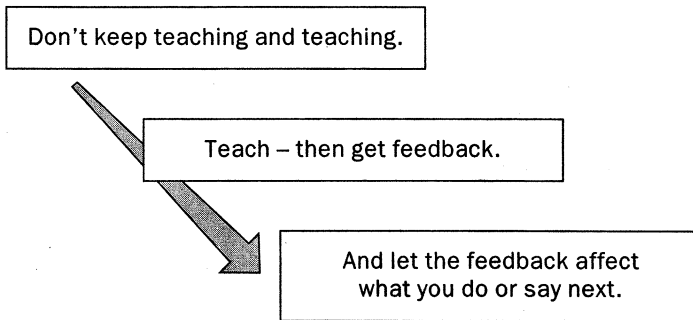 Don't keep teaching and teaching.
Teach – then get feedback.
And let the feedback affect
what you do or say next.